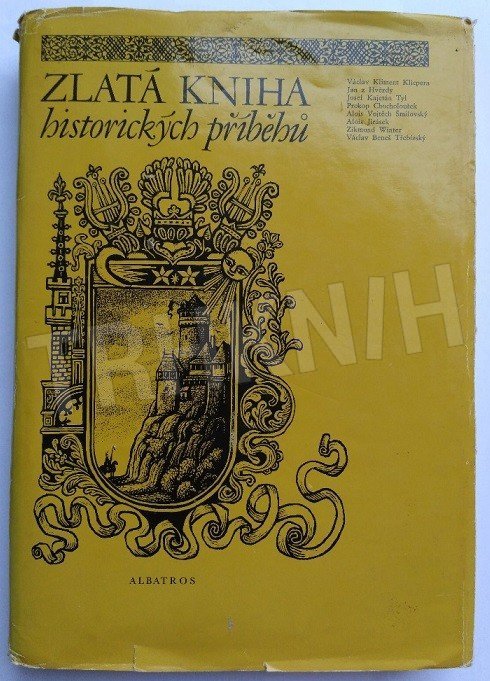 ZLATÁ KNIHA
historických příběhů
Václav Kliment Klicpera
Jan z Hvězdy
Josef Kajetán Tyl
Prokop Chocholoušek
Alois Vojtěch Šmilovský
Alois Jirásek
Zikmund Winter
Václav Beneš Třebízský
ALBATROS